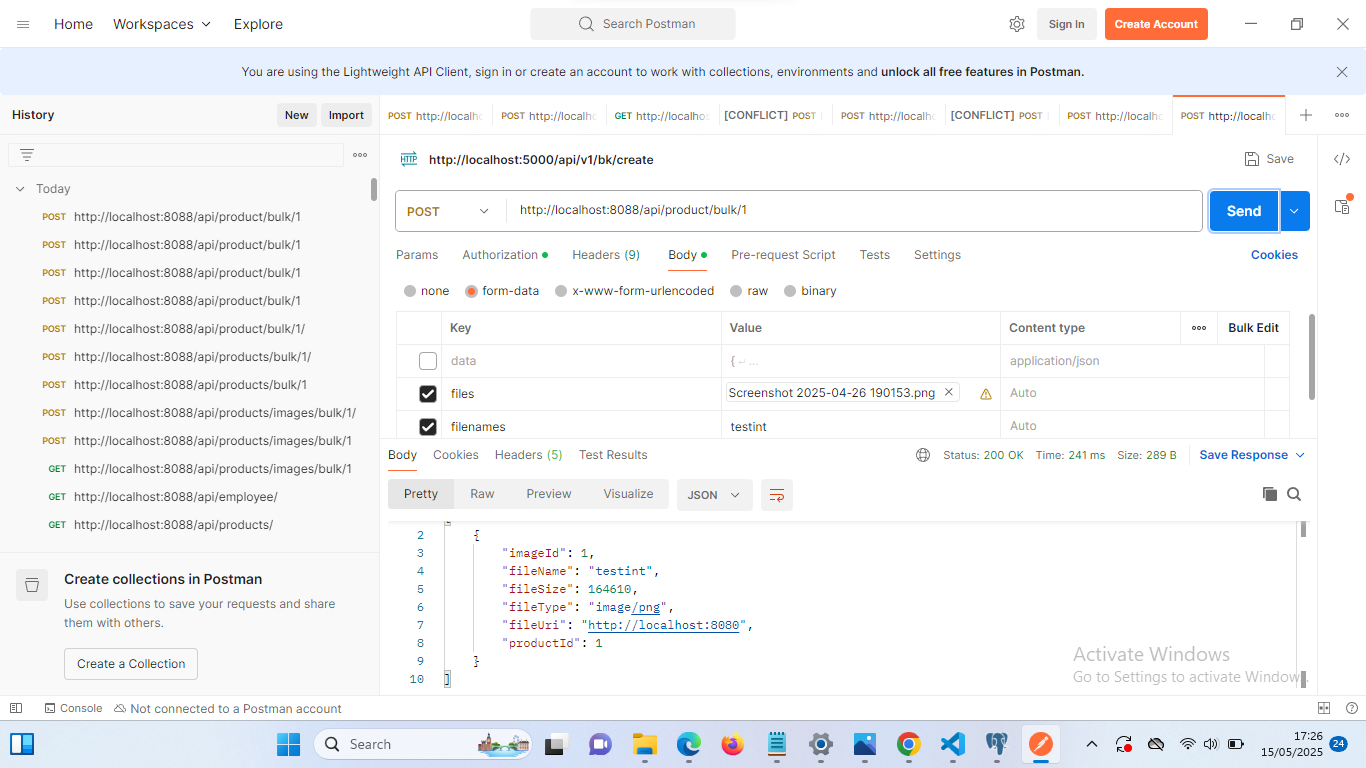 Home Workspaces Explore Search Postman Sign In Create Account
You are using the Lightweight API Client, sign in or create an account to work with collections, environments and unlock all free features in Postman.
History New Import
POST http://localh POST http://localhc GET http://localhos [CONFLICT] POST POST http://localhc [CONFLICT] POST POST http://localhc POST http://localhc
Today
POST http://localhost:8088/api/product/bulk/1
POST http://localhost:8088/api/product/bulk/1
POST http://localhost:8088/api/product/bulk/1
POST http://localhost:8088/api/product/bulk/1
POST http://localhost:8088/api/product/bulk/1/
POST http://localhost:8088/api/products/bulk/1/
POST http://localhost:8088/api/products/bulk/1
POST http://localhost:8088/api/products/images/bulk/1/
POST http://localhost:8088/api/products/images/bulk/1
GET http://localhost:8088/api/products/images/bulk/1
GET http://localhost:8088/api/employee/
GET http://localhost:8088/api/products/
Create collections in Postman
Use collections to save your requests and share
them with others.
Create a Collection
HTTP http://localhost:5000/api/v1/bk/create Save
POST http://localhost:8088/api/product/bulk/1 Send
Params Authorization Headers (9) Body Pre-request Script Tests Settings Cookies
none form-data x-www-form-urlencoded raw binary
Key Value Content type Bulk Edit
data { ↵ ... application/json
files Screenshot 2025-04-26 190153.png Auto
filenames testint Auto
Body Cookies Headers (5) Test Results Status: 200 OK Time: 241 ms Size: 289 B Save Response
Pretty Raw Preview Visualize JSON
2 {
3 "imageId": 1,
4 "fileName": "testint",
5 "fileSize": 164610,
6 "fileType": "image/png",
7 "fileUri": "http://localhost:8080",
8 "productId": 1
9 }
10 ]
Activate Windows
Go to Settings to activate Windows.
Console Not connected to a Postman account
Search
17:26
15/05/2025
24